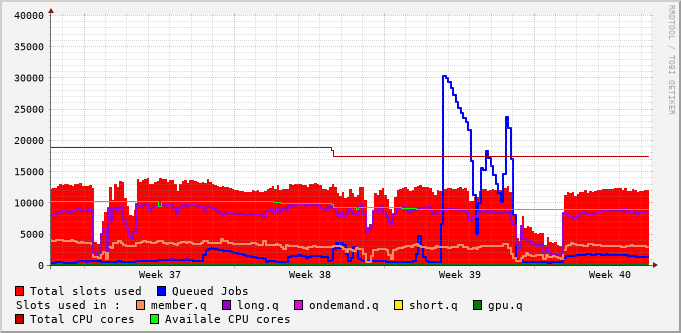 40000
35000
30000
25000
20000
15000
10000
5000
0
Week 37 Week 38 Week 39 Week 40
Total slots used Queued Jobs
Slots used in : member.q long.q ondemand.q short.q gpu.q
Total CPU cores Availale CPU cores
RRDTOOL / TOBI OETIKER